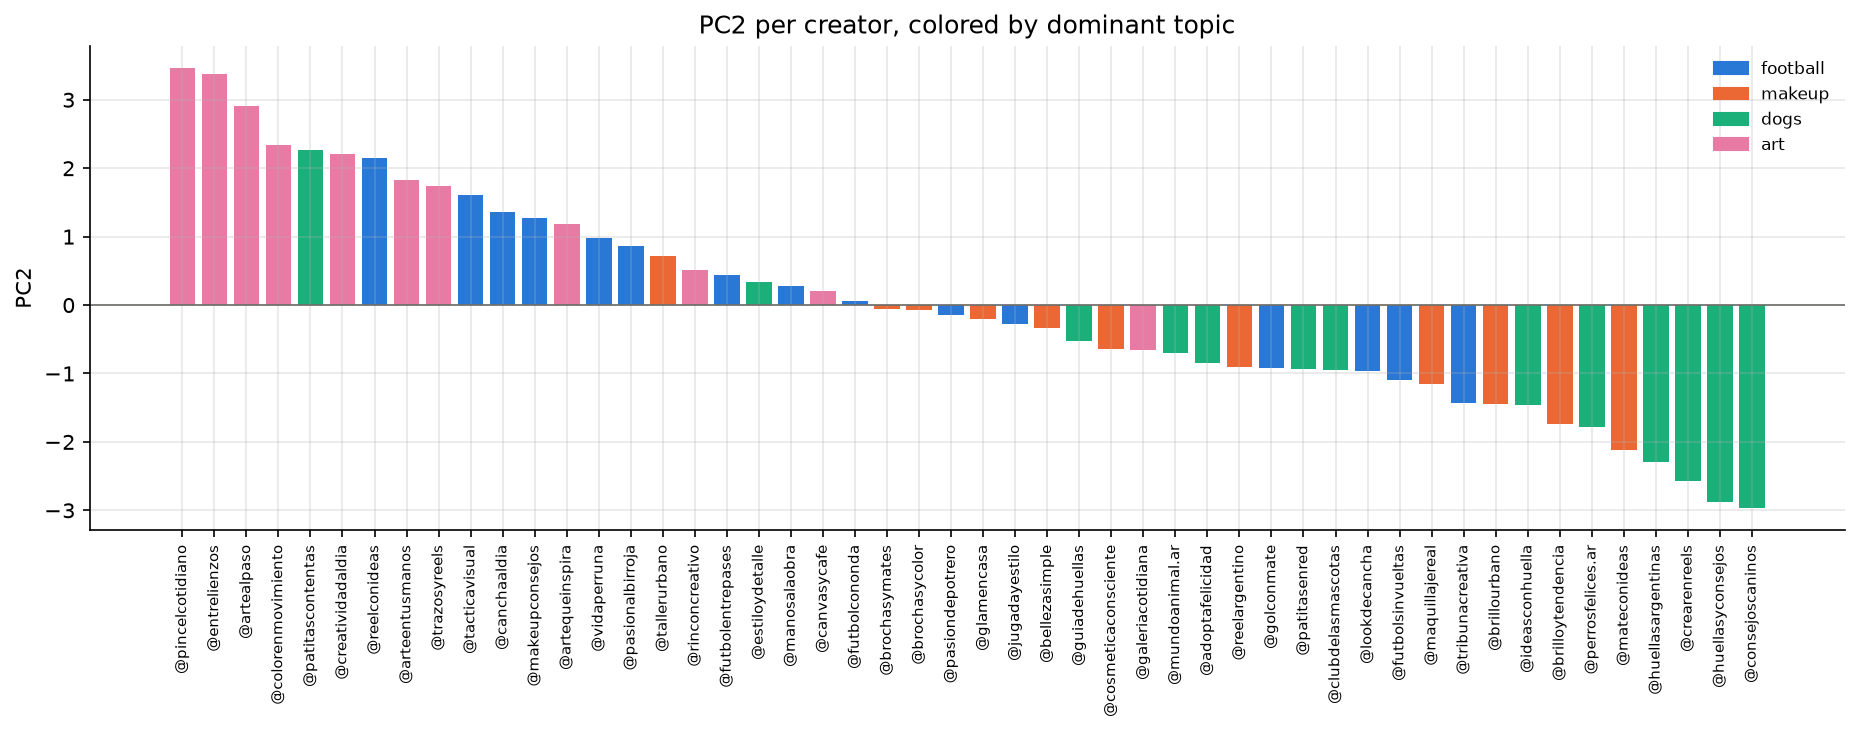 PC2 per creator, colored by dominant topic
football
makeup
dogs
art
PC2
3
2
1
0
−1
−2
−3
@pincelcotidiano
@entrelienzos
@artealpaso
@colorenmovimiento
@patitascontentas
@creatividadaldia
@reelconideas
@arteentusmanos
@trazosyreels
@tacticavisual
@canchaaldia
@makeupconsejos
@artequeinspira
@vidaperruna
@pasionalbirroja
@tallerurbano
@rinconcreativo
@futbolentrepases
@estiloydetalle
@manosalaobra
@canvasycafe
@futbolcononda
@brochasymates
@brochasycolor
@pasiondepotrero
@glamencasa
@jugadayestilo
@bellezasimple
@guiadehuellas
@cosmeticaconsciente
@galeriacotidiana
@mundoanimal.ar
@adoptafelicidad
@reelargentino
@golconmate
@patitasenred
@clubdelasmascotas
@lookdecancha
@futbolsinvueltas
@maquillajereal
@tribunacreativa
@brillourbano
@ideasconhuella
@brilloytendencia
@perrosfelices.ar
@mateconideas
@huellasargentinas
@crearenreels
@huellasyconsejos
@consejoscaninos